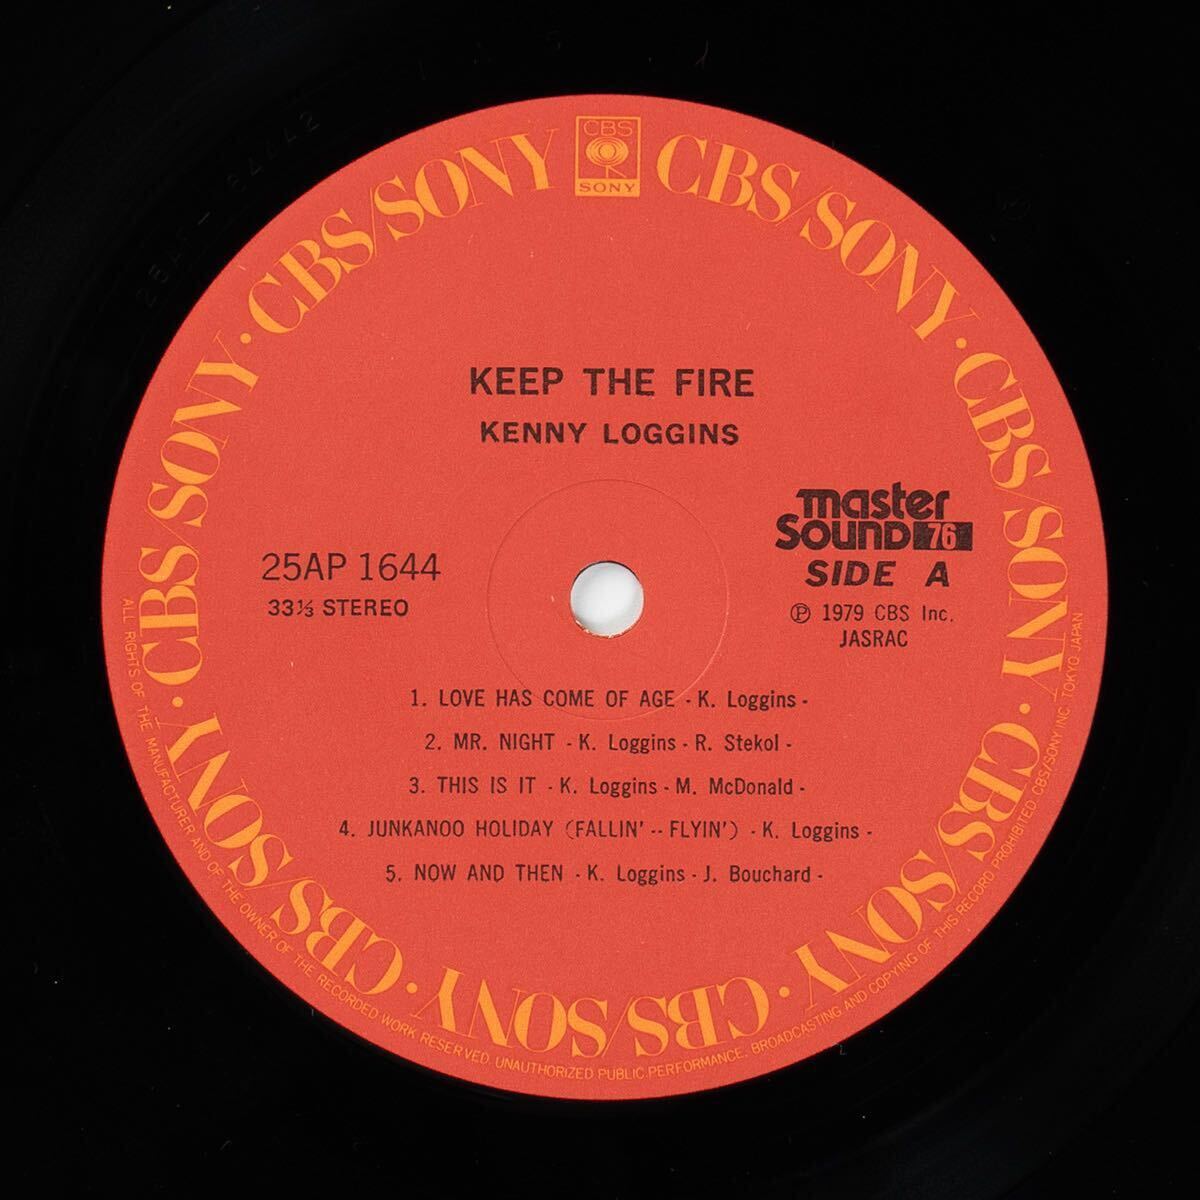 CBS
SONY
CBS/SONY · CBS/SONY · CBS/SONY · CBS/SONY · CBS/SONY · CBS/SONY · CBS/SONY · CBS/SONY
KEEP THE FIRE
KENNY LOGGINS
master
Sound 76
SIDE A
℗ 1979 CBS Inc.
JASRAC
25AP 1644
33⅓ STEREO
1. LOVE HAS COME OF AGE - K. Loggins -
2. MR. NIGHT - K. Loggins - R. Stekol -
3. THIS IS IT - K. Loggins - M. McDonald -
4. JUNKANOO HOLIDAY (FALLIN' -- FLYIN') - K. Loggins -
5. NOW AND THEN - K. Loggins - J. Bouchard -
ALL RIGHTS OF THE MANUFACTURER AND OF THE OWNER OF THE RECORDED WORK RESERVED. UNAUTHORIZED PUBLIC PERFORMANCE, BROADCASTING AND COPYING OF THIS RECORD PROHIBITED CBS/SONY INC. TOKYO JAPAN